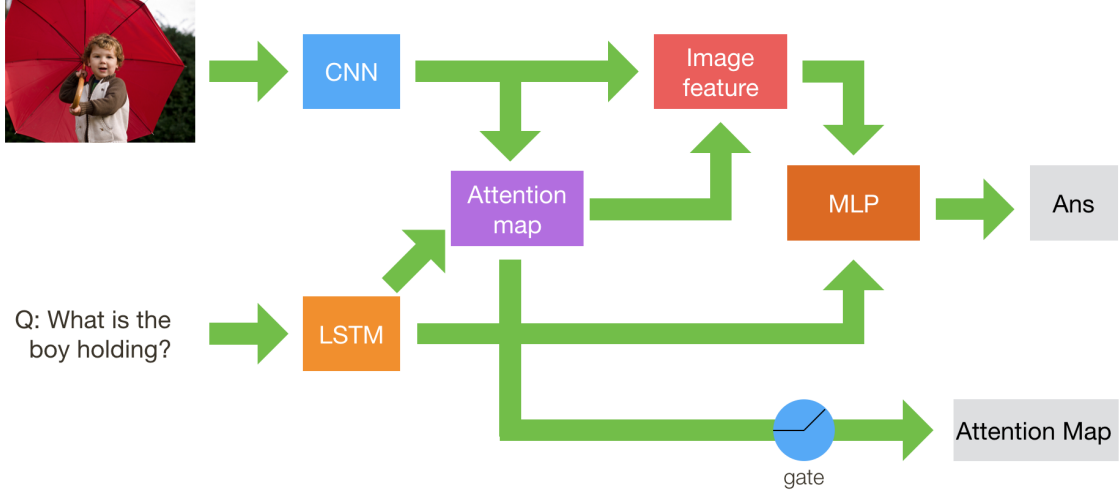 CNN
Image
feature
Attention
map
MLP
Ans
Q: What is the
boy holding?
LSTM
Attention Map
gate